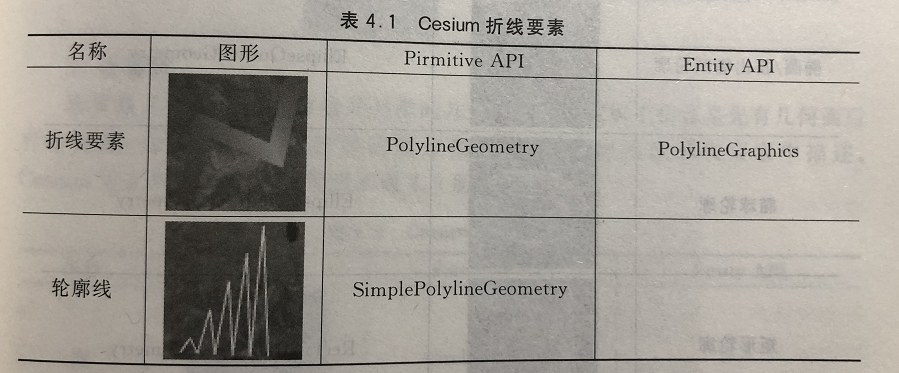 表 4.1 Cesium 折线要素
名称 图形 Pirmitive API Entity API
折线要素 PolylineGeometry PolylineGraphics
轮廓线 SimplePolylineGeometry